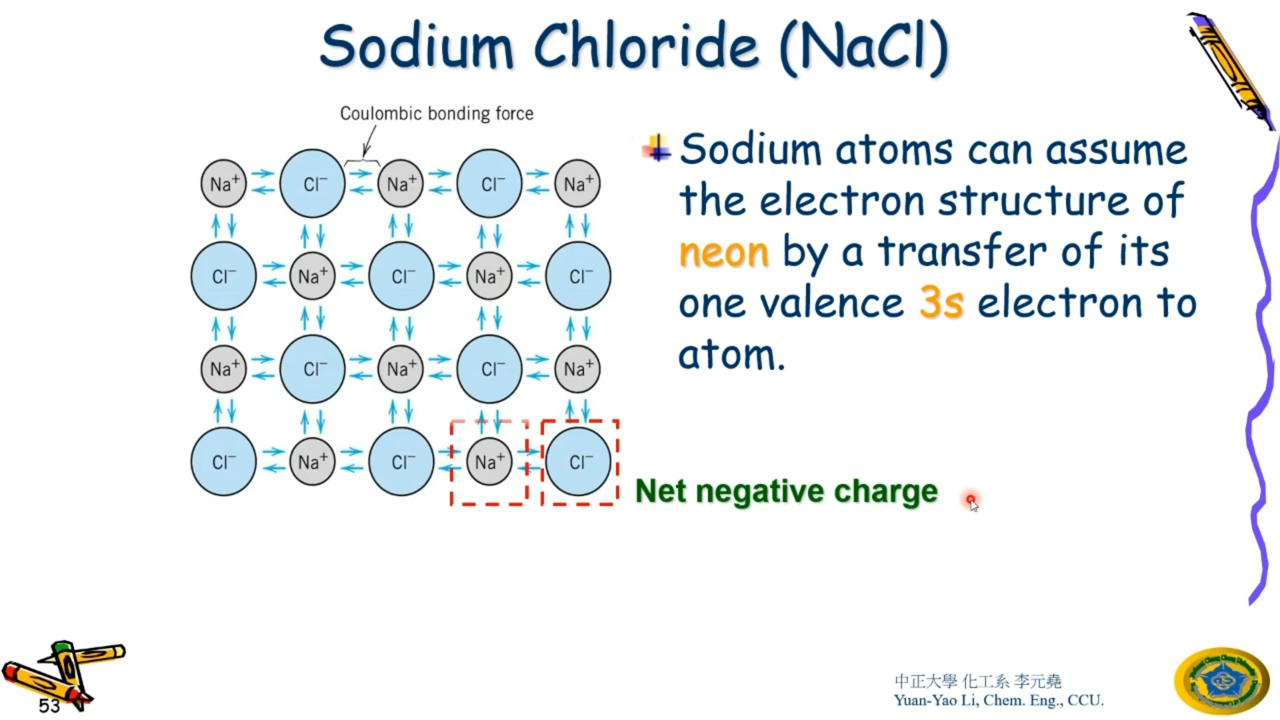 Sodium Chloride (NaCl)
Coulombic bonding force
Na⁺ Cl⁻ Na⁺ Cl⁻ Na⁺
Cl⁻ Na⁺ Cl⁻ Na⁺ Cl⁻
Na⁺ Cl⁻ Na⁺ Cl⁻ Na⁺
Cl⁻ Na⁺ Cl⁻ Na⁺ Cl⁻
Sodium atoms can assume
the electron structure of
neon by a transfer of its
one valence 3s electron to
atom.
Net negative charge
53
中正大學 化工系 李元堯
Yuan-Yao Li, Chem. Eng., CCU.